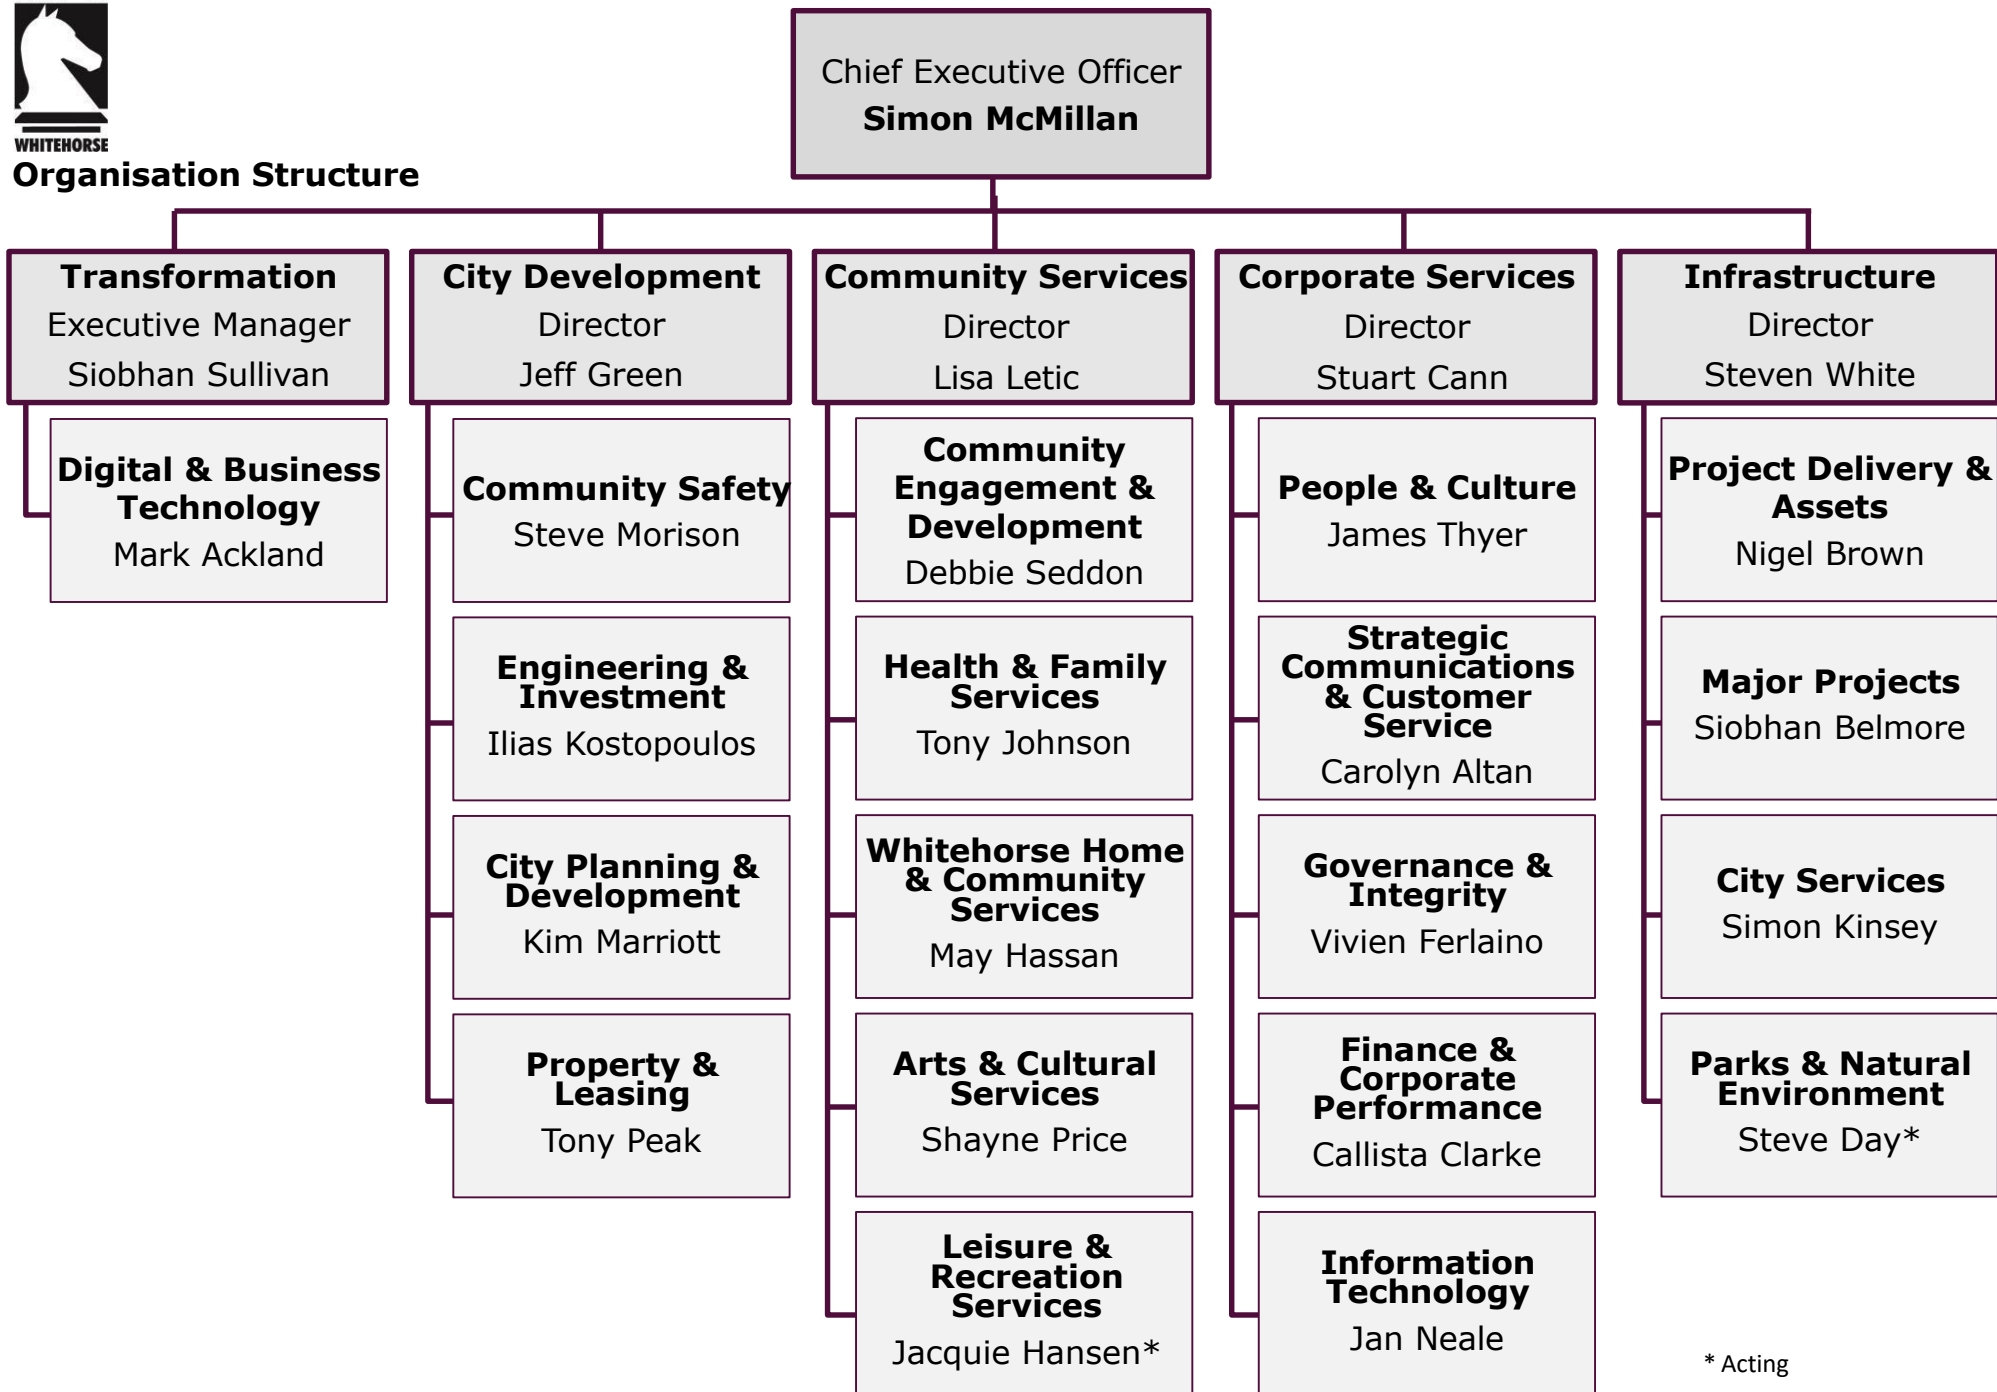 WHITEHORSE
Organisation Structure
Chief Executive Officer
Simon McMillan
Transformation
Executive Manager
Siobhan Sullivan
Digital & Business
Technology
Mark Ackland
City Development
Director
Jeff Green
Community Safety
Steve Morison
Engineering &
Investment
Ilias Kostopoulos
City Planning &
Development
Kim Marriott
Property &
Leasing
Tony Peak
Community Services
Director
Lisa Letic
Community
Engagement &
Development
Debbie Seddon
Health & Family
Services
Tony Johnson
Whitehorse Home
& Community
Services
May Hassan
Arts & Cultural
Services
Shayne Price
Leisure &
Recreation
Services
Jacquie Hansen*
Corporate Services
Director
Stuart Cann
People & Culture
James Thyer
Strategic
Communications
& Customer
Service
Carolyn Altan
Governance &
Integrity
Vivien Ferlaino
Finance &
Corporate
Performance
Callista Clarke
Information
Technology
Jan Neale
Infrastructure
Director
Steven White
Project Delivery &
Assets
Nigel Brown
Major Projects
Siobhan Belmore
City Services
Simon Kinsey
Parks & Natural
Environment
Steve Day*
* Acting